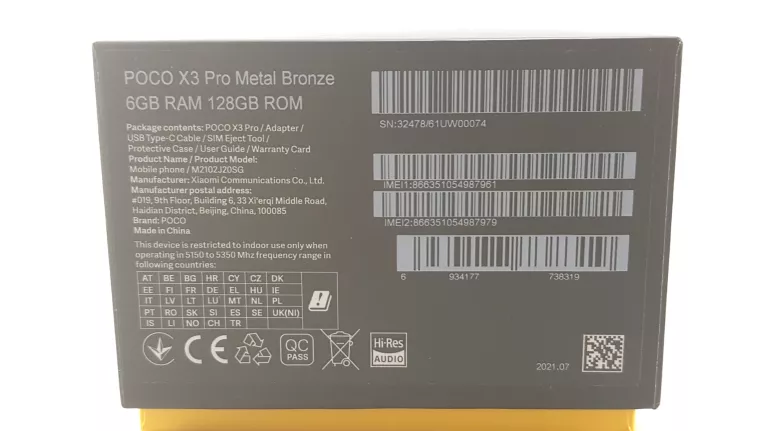 POCO X3 Pro Metal Bronze
6GB RAM 128GB ROM
Package contents: POCO X3 Pro / Adapter /
USB Type-C Cable / SIM Eject Tool /
Protective Case / User Guide / Warranty Card
Product Name / Product Model:
Mobile phone / M2102J20SG
Manufacturer: Xiaomi Communications Co., Ltd.
Manufacturer postal address:
#019, 9th Floor, Building 6, 33 Xi'erqi Middle Road,
Haidian District, Beijing, China, 100085
Brand: POCO
Made in China
This device is restricted to indoor use only when
operating in 5150 to 5350 Mhz frequency range in
following countries:
AT BE BG HR CY CZ DK
EE FI FR DE EL HU IE
IT LV LT LU MT NL PL
PT RO SK SI ES SE UK(NI)
IS LI NO CH TR
CE
QC
PASS
Hi-Res
AUDIO
SN:32478/61UW00074
IMEI1:866351054987961
IMEI2:866351054987979
6 934177 738319
2021.07